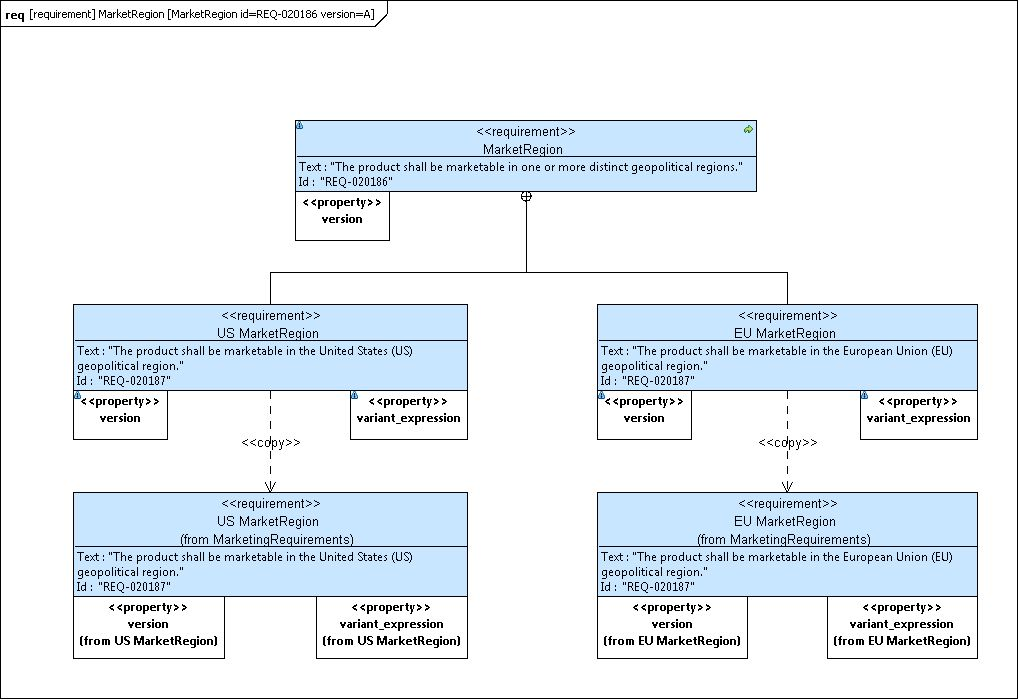 req [requirement] MarketRegion [MarketRegion id=REQ-020186 version=A]
<<requirement>>
MarketRegion
Text : "The product shall be marketable in one or more distinct geopolitical regions."
Id : "REQ-020186"
<<property>>
version
<<requirement>>
US MarketRegion
Text : "The product shall be marketable in the United States (US)
geopolitical region."
Id : "REQ-020187"
<<property>>
version
<<property>>
variant_expression
<<copy>>
<<requirement>>
EU MarketRegion
Text : "The product shall be marketable in the European Union (EU)
geopolitical region."
Id : "REQ-020187"
<<property>>
version
<<property>>
variant_expression
<<copy>>
<<requirement>>
US MarketRegion
(from MarketingRequirements)
Text : "The product shall be marketable in the United States (US)
geopolitical region."
Id : "REQ-020187"
<<property>>
version
(from US MarketRegion)
<<property>>
variant_expression
(from US MarketRegion)
<<requirement>>
EU MarketRegion
(from MarketingRequirements)
Text : "The product shall be marketable in the European Union (EU)
geopolitical region."
Id : "REQ-020187"
<<property>>
version
(from EU MarketRegion)
<<property>>
variant_expression
(from EU MarketRegion)